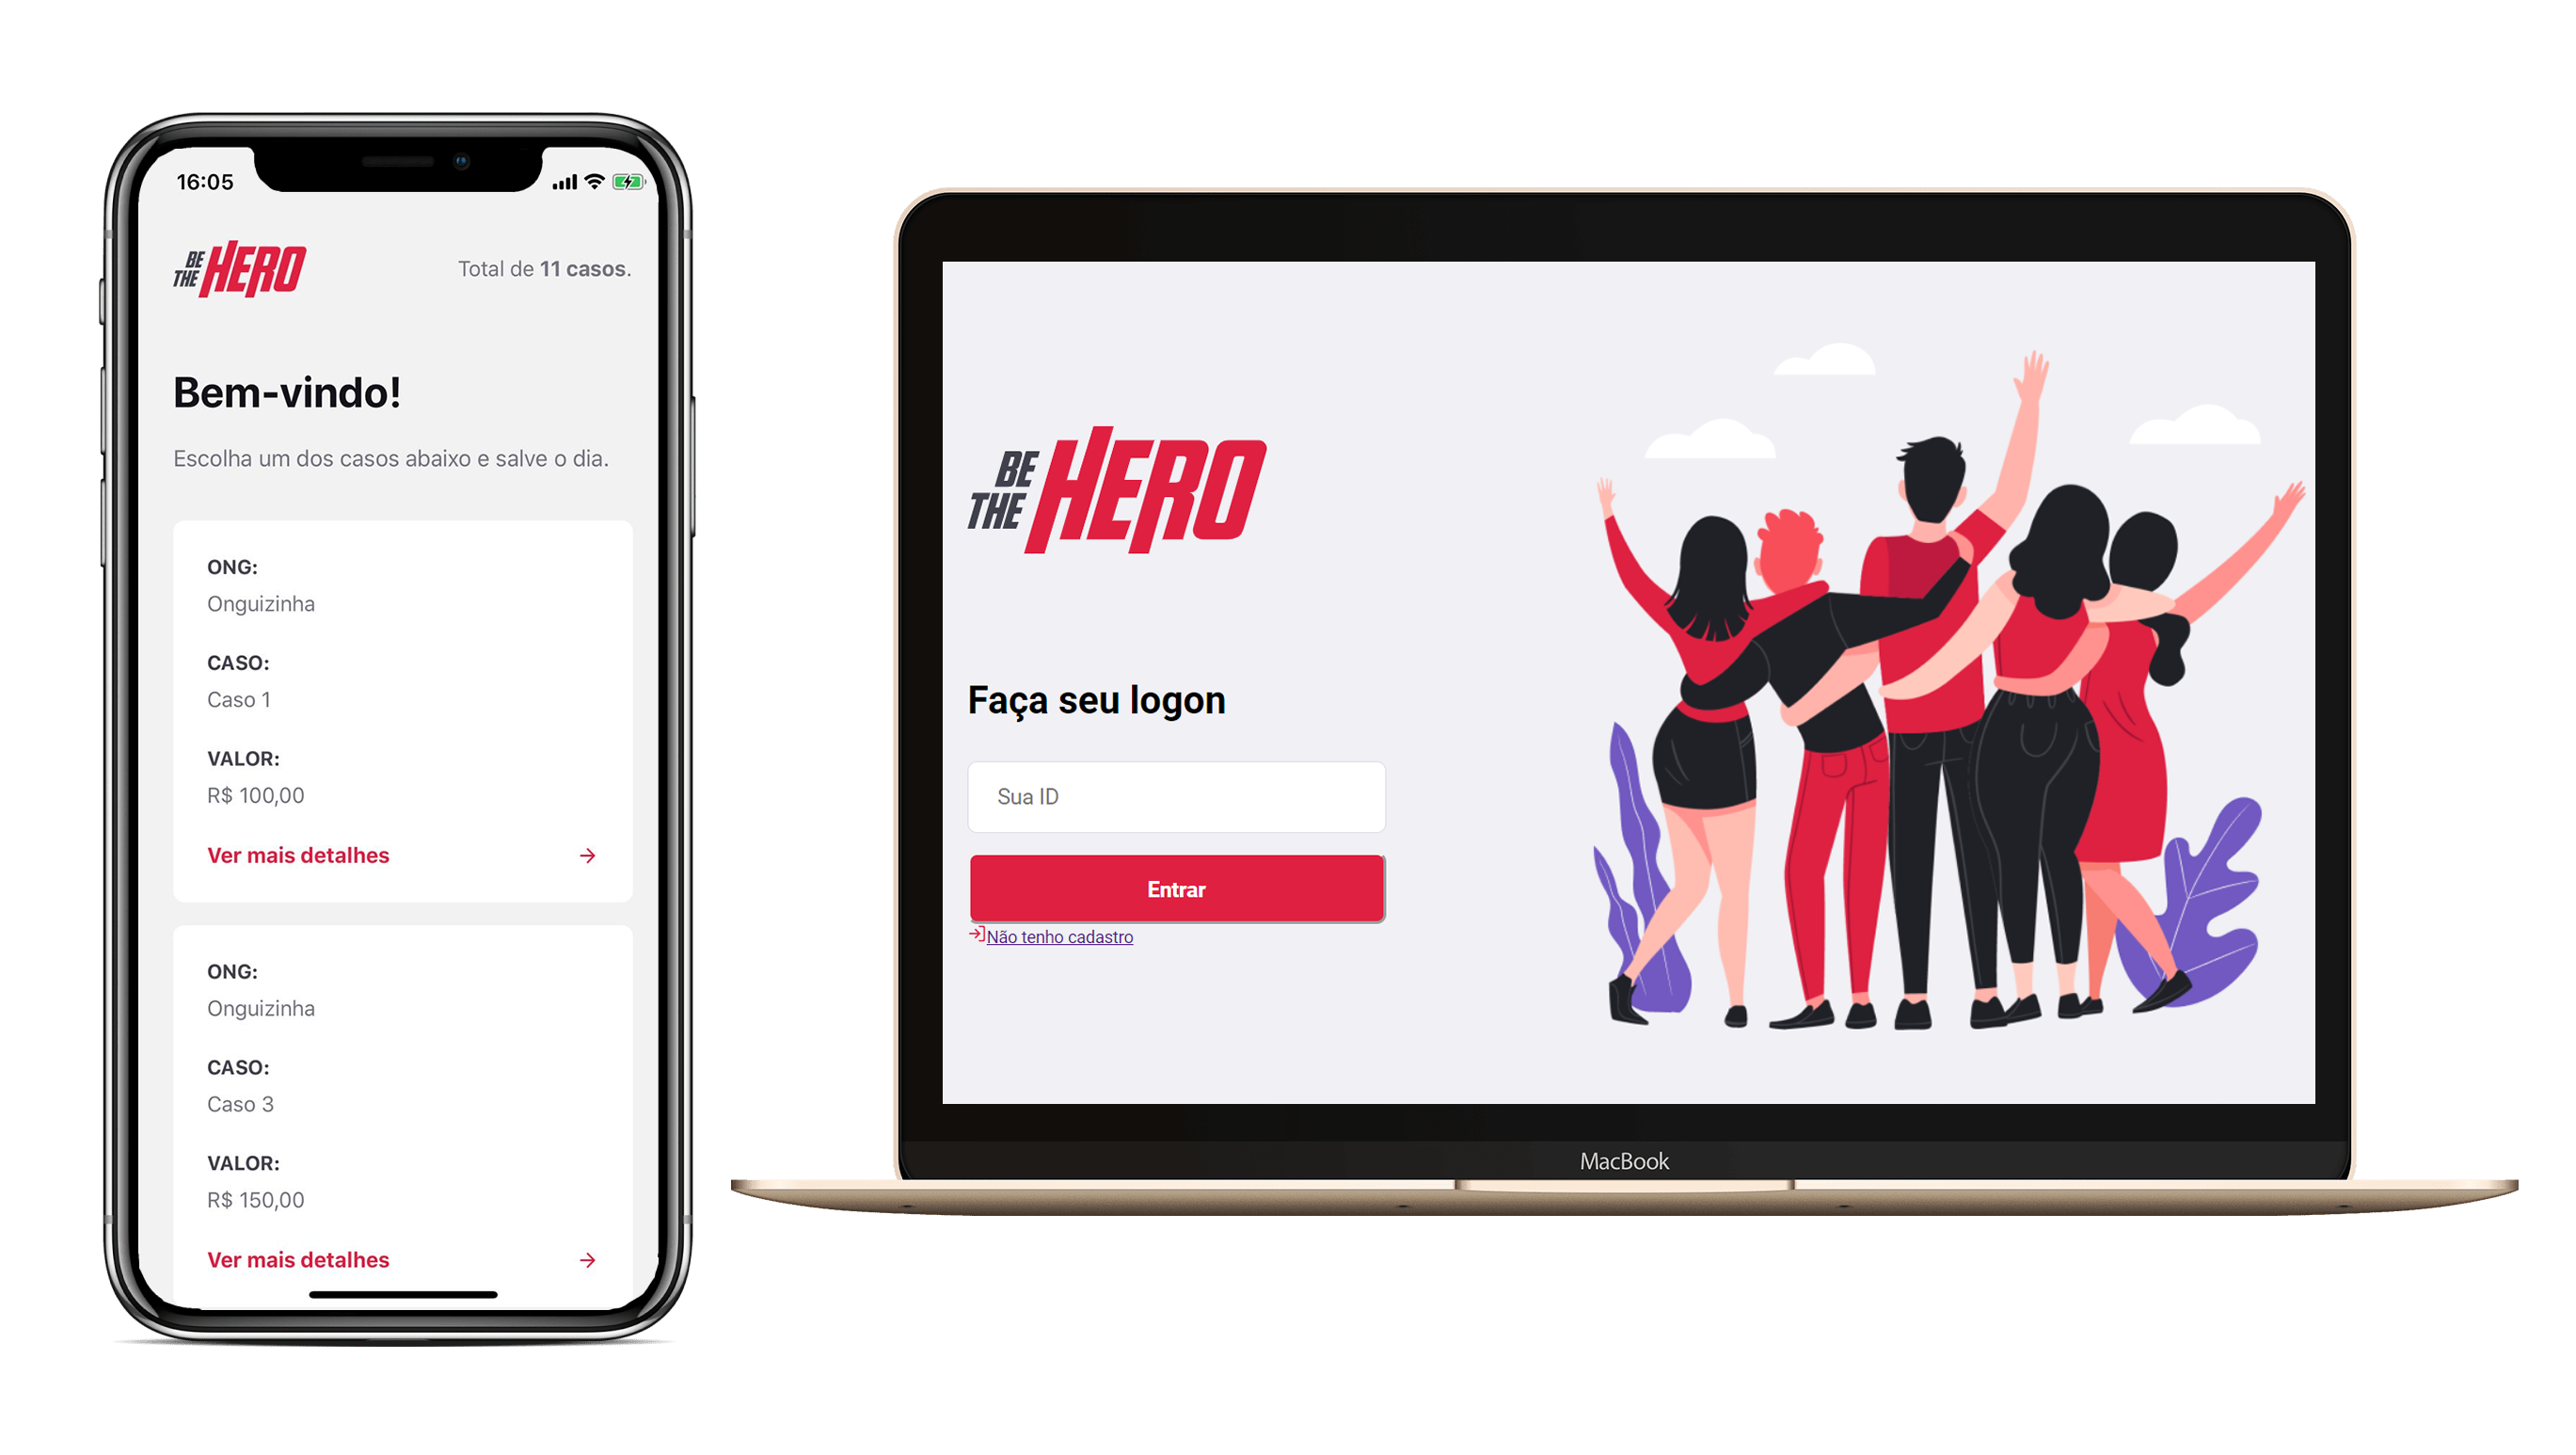 16:05
BE THE HERO
Total de 11 casos.
Bem-vindo!
Escolha um dos casos abaixo e salve o dia.
ONG:
Onguizinha
CASO:
Caso 1
VALOR:
R$ 100,00
Ver mais detalhes
ONG:
Onguizinha
CASO:
Caso 3
VALOR:
R$ 150,00
Ver mais detalhes
BE THE HERO
Faça seu logon
Sua ID
Entrar
Não tenho cadastro
MacBook